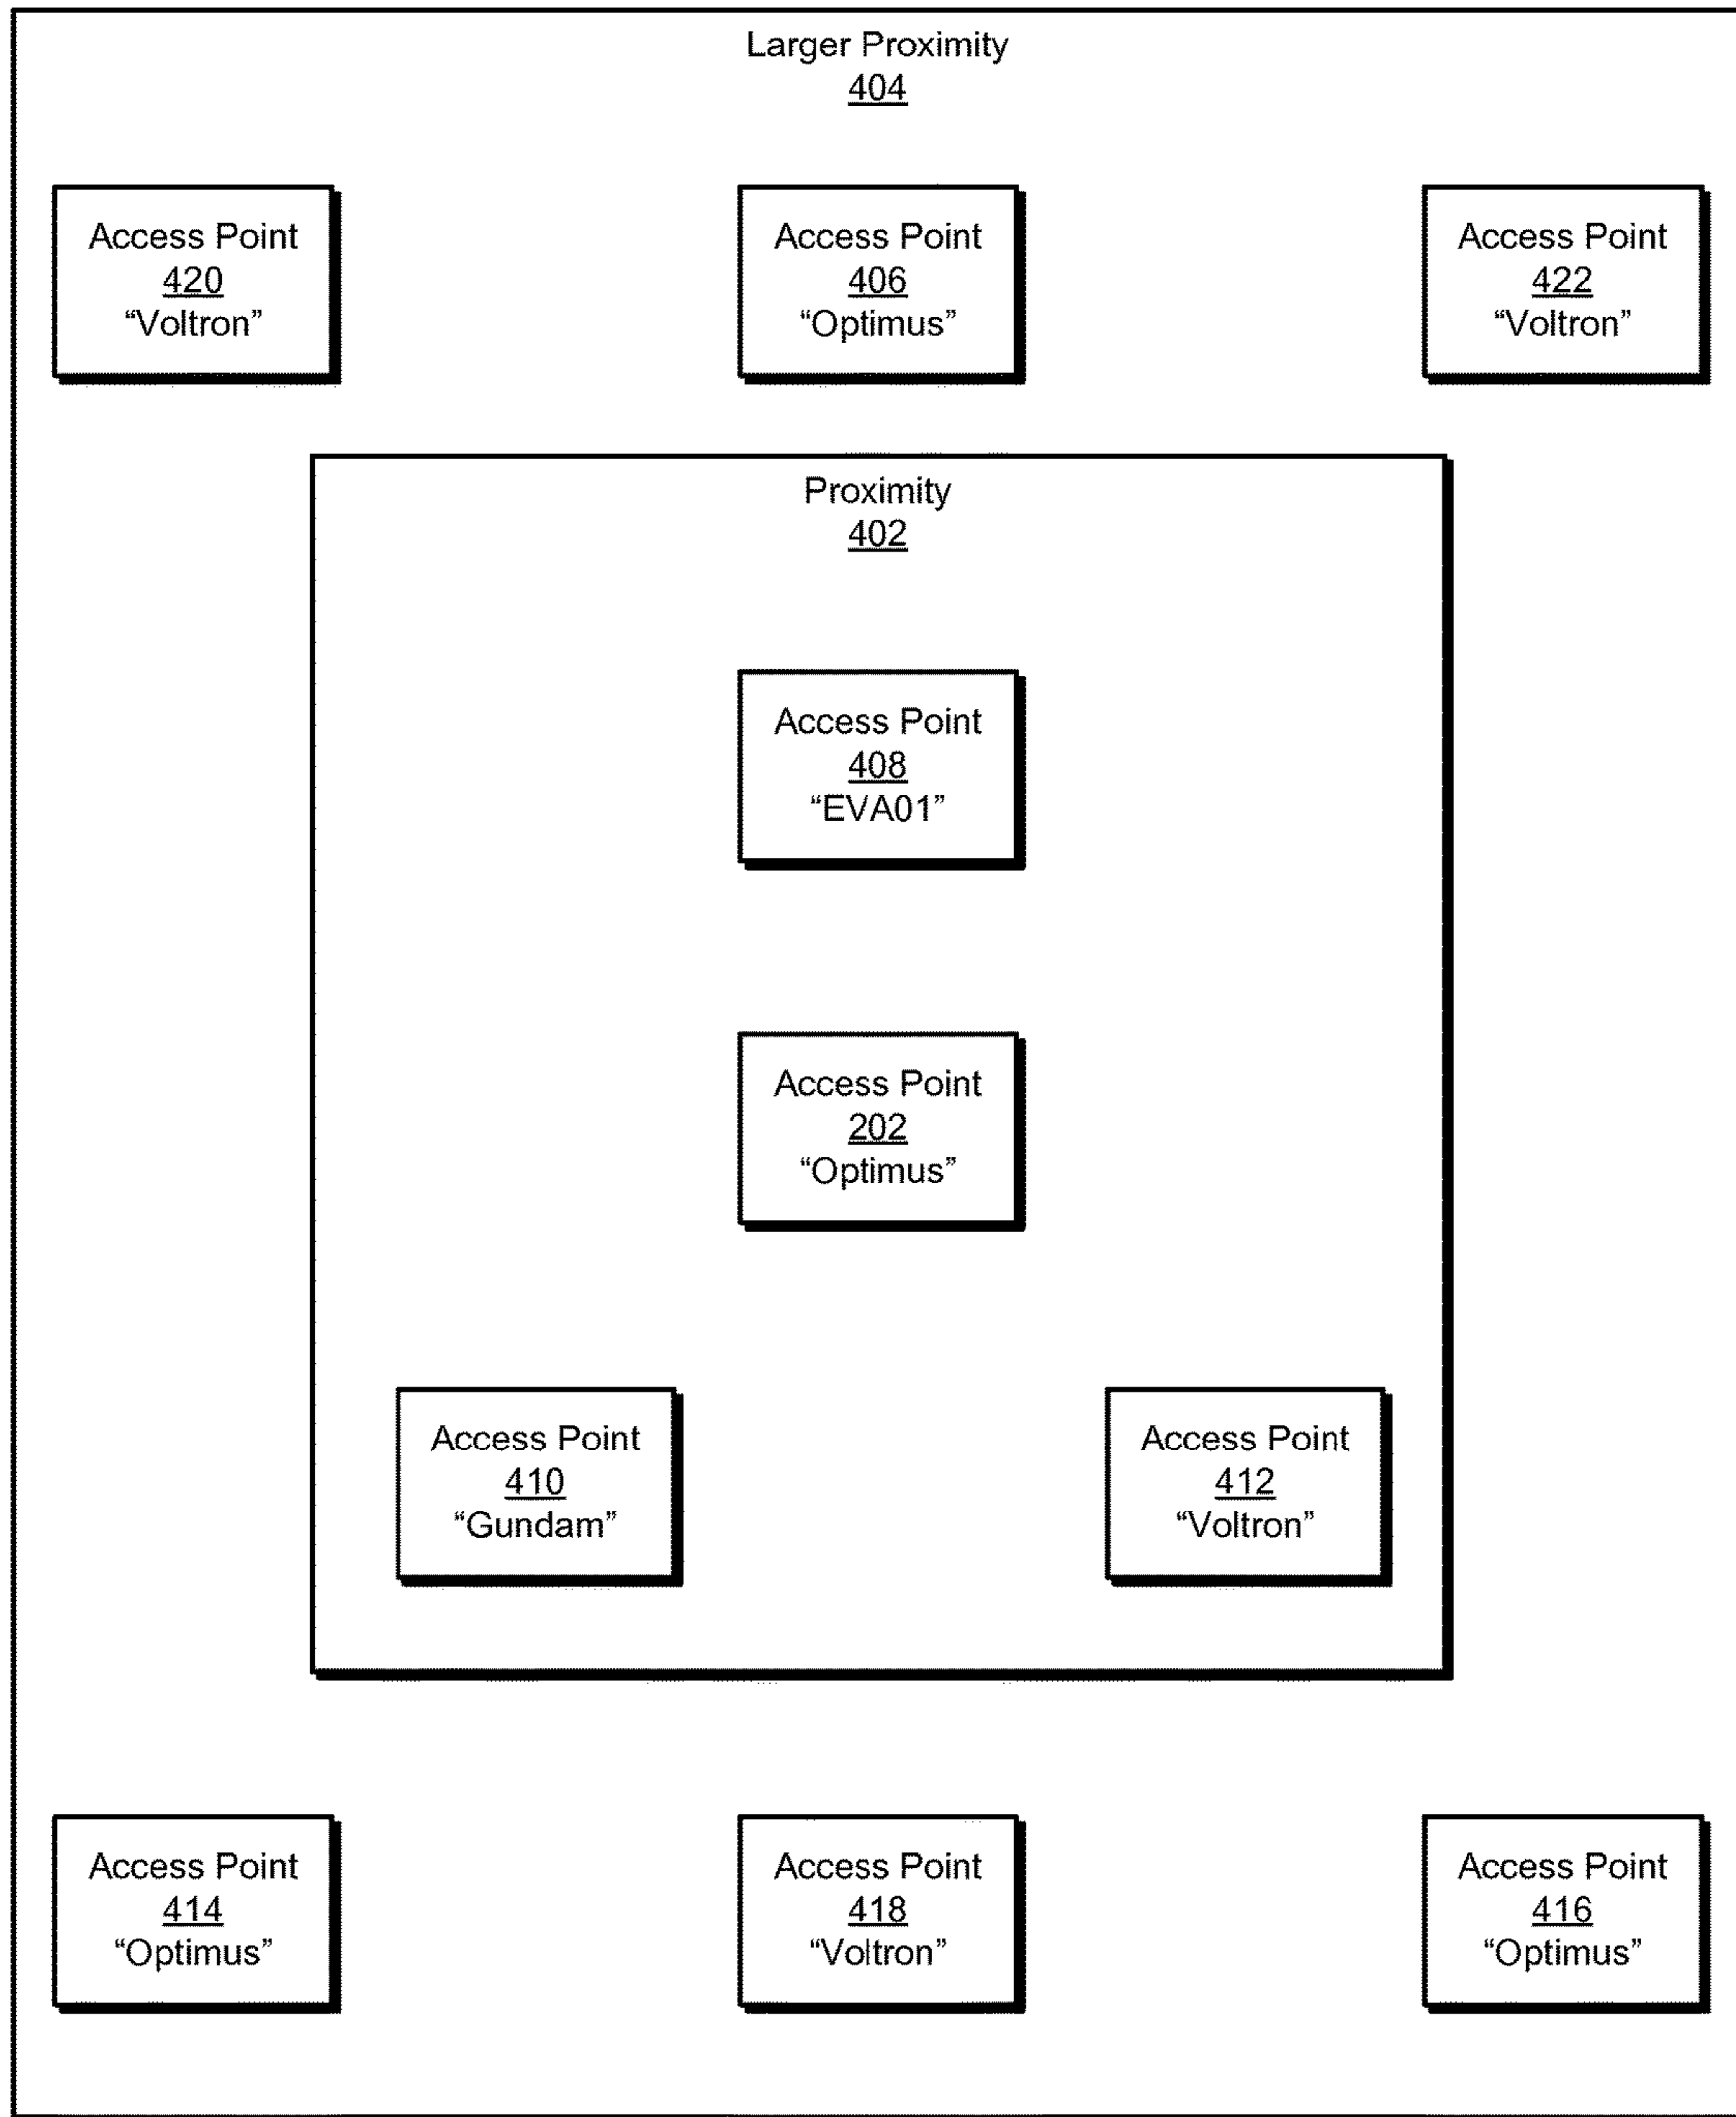 Larger Proximity
404
Access Point
420
“Voltron”
Access Point
406
“Optimus”
Access Point
422
“Voltron”
Proximity
402
Access Point
408
“EVA01”
Access Point
202
“Optimus”
Access Point
410
“Gundam”
Access Point
412
“Voltron”
Access Point
414
“Optimus”
Access Point
418
“Voltron”
Access Point
416
“Optimus”